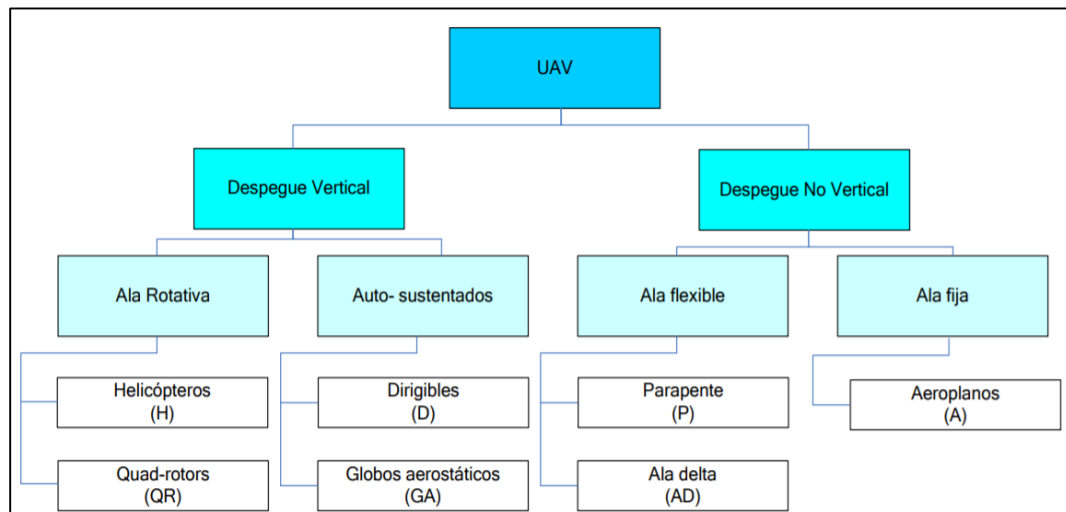 UAV
Despegue Vertical
Despegue No Vertical
Ala Rotativa
Auto- sustentados
Ala flexible
Ala fija
Helicópteros
(H)
Dirigibles
(D)
Parapente
(P)
Aeroplanos
(A)
Quad-rotors
(QR)
Globos aerostáticos
(GA)
Ala delta
(AD)